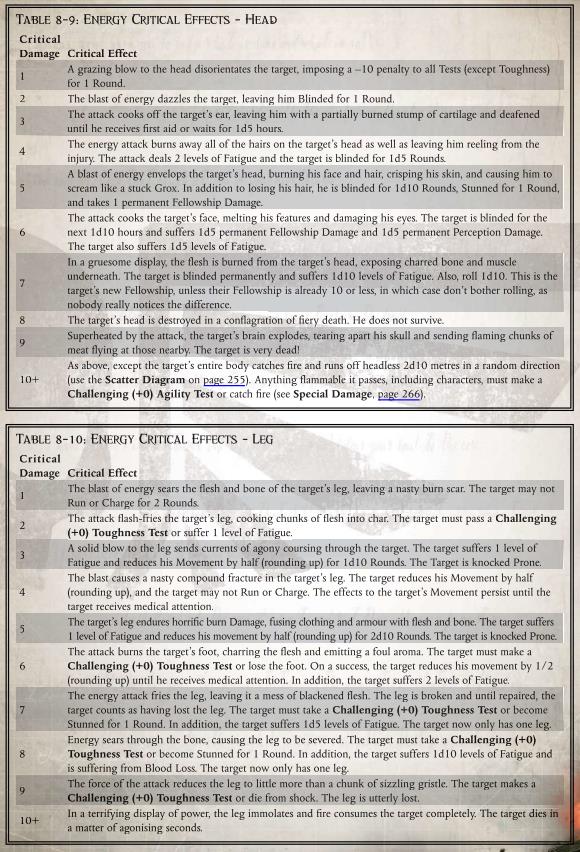 TABLE 8-9: ENERGY CRITICAL EFFECTS - HEAD
Critical
Damage Critical Effect
1 A grazing blow to the head disorientates the target, imposing a –10 penalty to all Tests (except Toughness)
for 1 Round.
2 The blast of energy dazzles the target, leaving him Blinded for 1 Round.
3 The attack cooks off the target's ear, leaving him with a partially burned stump of cartilage and deafened
until he receives first aid or waits for 1d5 hours.
4 The energy attack burns away all of the hairs on the target's head as well as leaving him reeling from the
injury. The attack deals 2 levels of Fatigue and the target is blinded for 1d5 Rounds.
5 A blast of energy envelops the target's head, burning his face and hair, crisping his skin, and causing him to
scream like a stuck Grox. In addition to losing his hair, he is blinded for 1d10 Rounds, Stunned for 1 Round,
and takes 1 permanent Fellowship Damage.
6 The attack cooks the target's face, melting his features and damaging his eyes. The target is blinded for the
next 1d10 hours and suffers 1d5 permanent Fellowship Damage and 1d5 permanent Perception Damage.
The target also suffers 1d5 levels of Fatigue.
7 In a gruesome display, the flesh is burned from the target's head, exposing charred bone and muscle
underneath. The target is blinded permanently and suffers 1d10 levels of Fatigue. Also, roll 1d10. This is the
target's new Fellowship, unless their Fellowship is already 10 or less, in which case don't bother rolling, as
nobody really notices the difference.
8 The target's head is destroyed in a conflagration of fiery death. He does not survive.
9 Superheated by the attack, the target's brain explodes, tearing apart his skull and sending flaming chunks of
meat flying at those nearby. The target is very dead!
10+ As above, except the target's entire body catches fire and runs off headless 2d10 metres in a random direction
(use the Scatter Diagram on page 255). Anything flammable it passes, including characters, must make a
Challenging (+0) Agility Test or catch fire (see Special Damage, page 266).
TABLE 8-10: ENERGY CRITICAL EFFECTS - LEG
Critical
Damage Critical Effect
1 The blast of energy sears the flesh and bone of the target's leg, leaving a nasty burn scar. The target may not
Run or Charge for 2 Rounds.
2 The attack flash-fries the target's leg, cooking chunks of flesh into char. The target must pass a Challenging
(+0) Toughness Test or suffer 1 level of Fatigue.
3 A solid blow to the leg sends currents of agony coursing through the target. The target suffers 1 level of
Fatigue and reduces his Movement by half (rounding up) for 1d10 Rounds. The Target is knocked Prone.
4 The blast causes a nasty compound fracture in the target's leg. The target reduces his Movement by half
(rounding up), and the target may not Run or Charge. The effects to the target's Movement persist until the
target receives medical attention.
5 The target's leg endures horrific burn Damage, fusing clothing and armour with flesh and bone. The target suffers
1 level of Fatigue and reduces his movement by half (rounding up) for 2d10 Rounds. The target is knocked Prone.
6 The attack burns the target's foot, charring the flesh and emitting a foul aroma. The target must make a
Challenging (+0) Toughness Test or lose the foot. On a success, the target reduces his movement by 1/2
(rounding up) until he receives medical attention. In addition, the target suffers 2 levels of Fatigue.
7 The energy attack fries the leg, leaving it a mess of blackened flesh. The leg is broken and until repaired, the
target counts as having lost the leg. The target must take a Challenging (+0) Toughness Test or become
Stunned for 1 Round. In addition, the target suffers 1d5 levels of Fatigue. The target now only has one leg.
8 Energy sears through the bone, causing the leg to be severed. The target must take a Challenging (+0)
Toughness Test or become Stunned for 1 Round. In addition, the target suffers 1d10 levels of Fatigue and
is suffering from Blood Loss. The target now only has one leg.
9 The force of the attack reduces the leg to little more than a chunk of sizzling gristle. The target makes a
Challenging (+0) Toughness Test or die from shock. The leg is utterly lost.
10+ In a terrifying display of power, the leg immolates and fire consumes the target completely. The target dies in
a matter of agonising seconds.